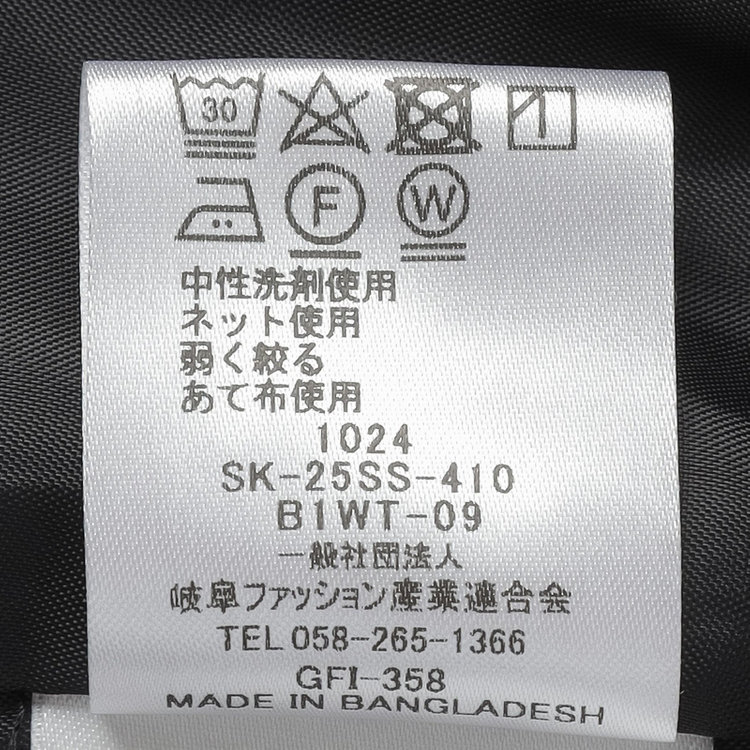 30
F W
中性洗剤使用
ネット使用
弱く絞る
あて布使用
1024
SK-25SS-410
B1WT-09
一般社団法人
岐阜ファッション産業連合会
TEL 058-265-1366
GFI-358
MADE IN BANGLADESH